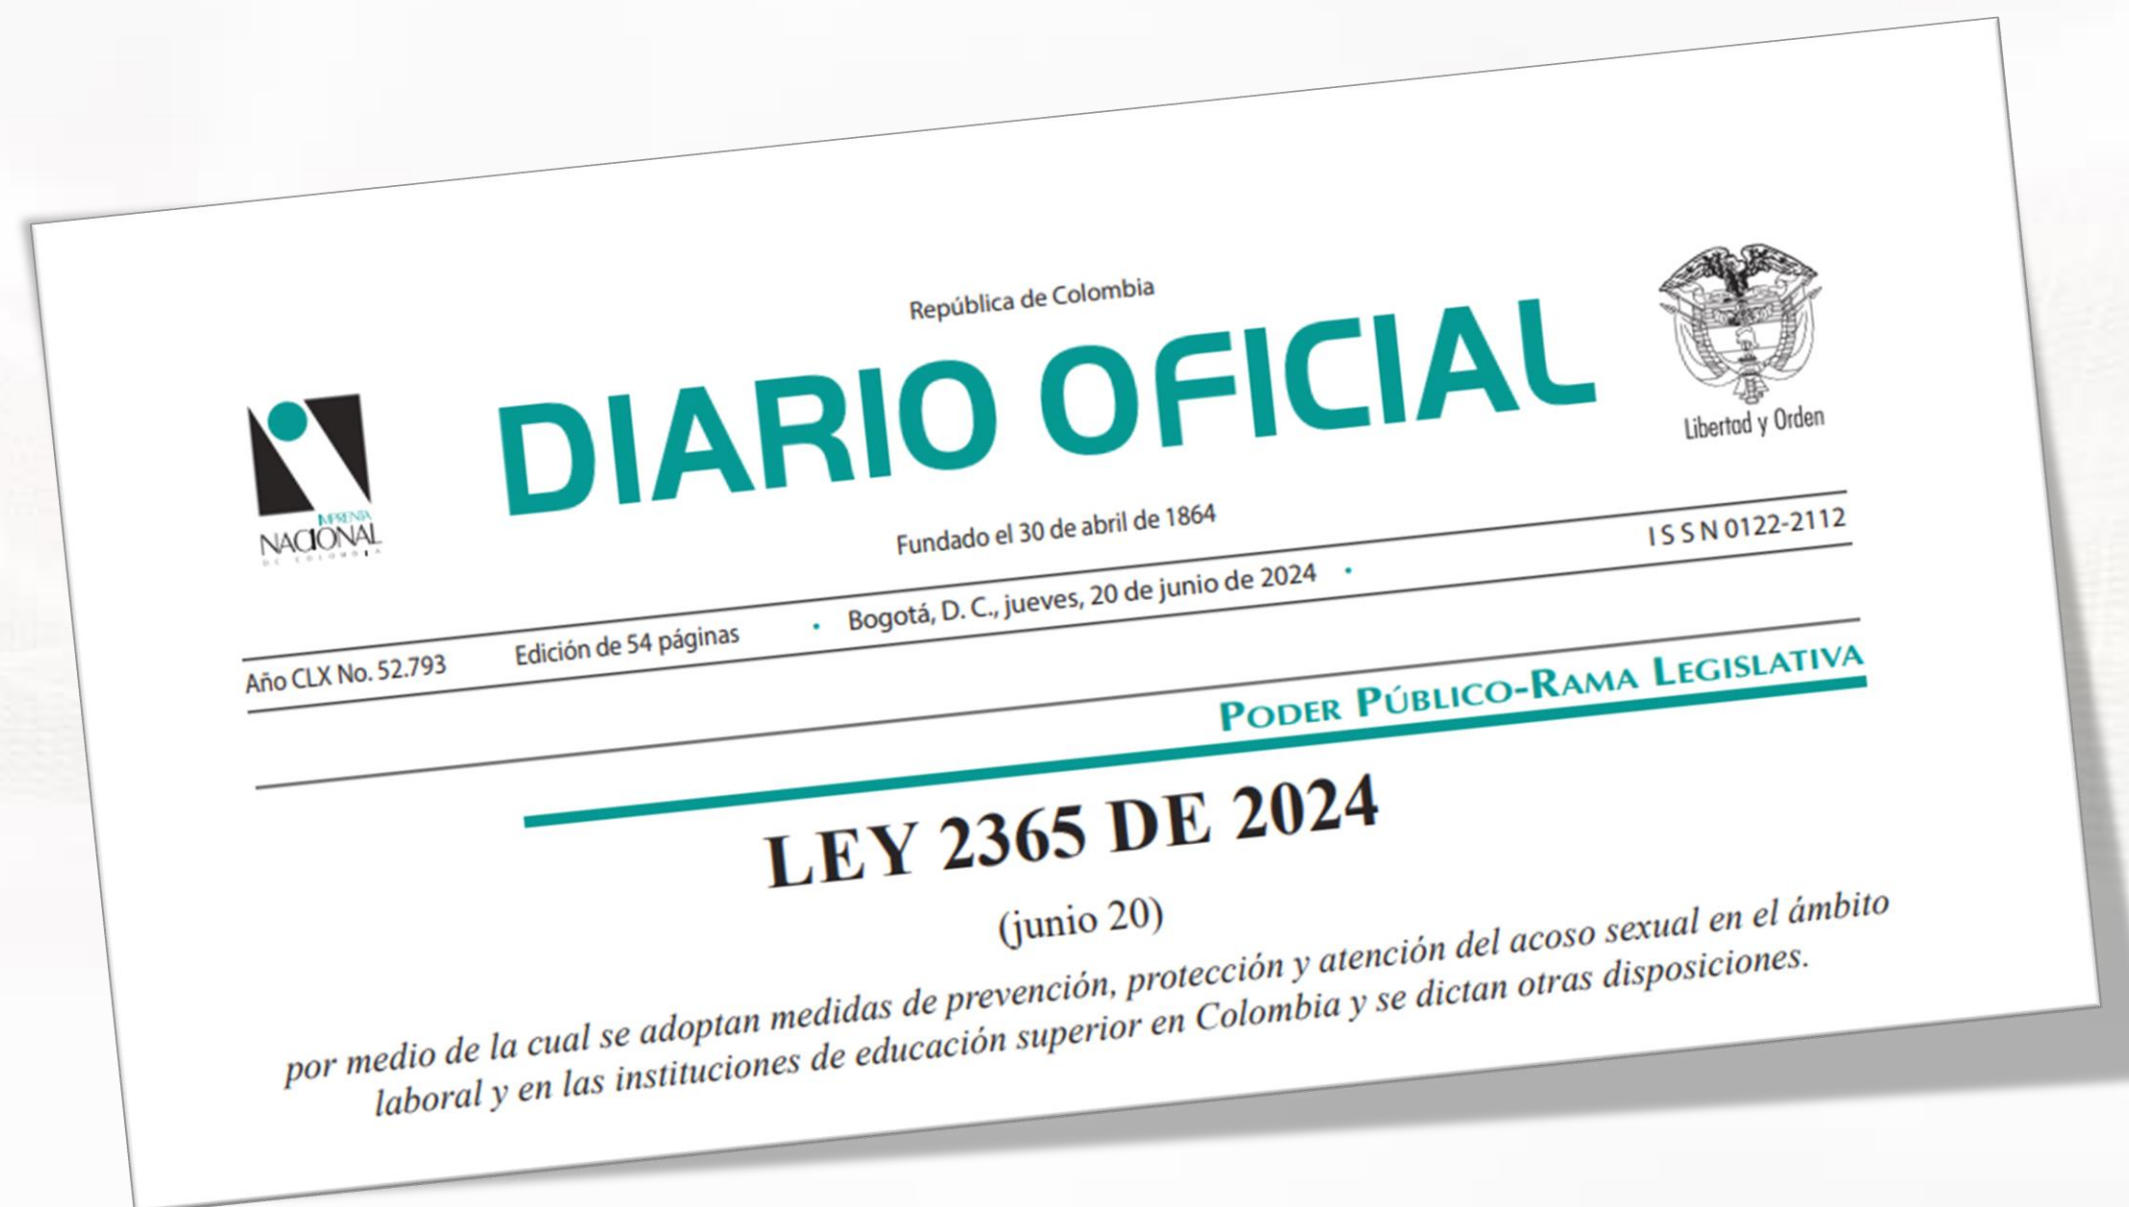 República de Colombia
DIARIO OFICIAL
Libertad y Orden
IMPRENTA
NACIONAL
DE COLOMBIA
Fundado el 30 de abril de 1864
Año CLX No. 52.793 Edición de 54 páginas • Bogotá, D. C., jueves, 20 de junio de 2024 • I S S N 0122-2112
PODER PÚBLICO-RAMA LEGISLATIVA
LEY 2365 DE 2024
(junio 20)
por medio de la cual se adoptan medidas de prevención, protección y atención del acoso sexual en el ámbito
laboral y en las instituciones de educación superior en Colombia y se dictan otras disposiciones.